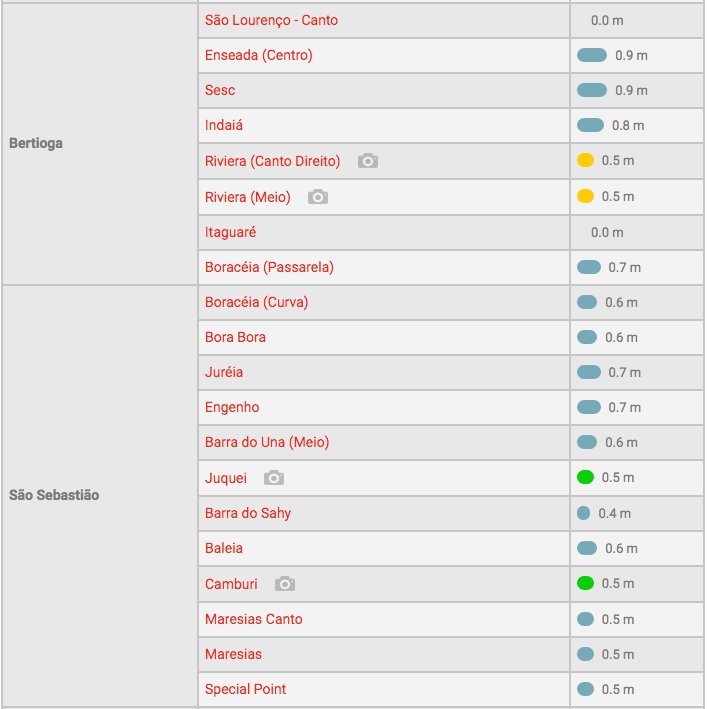 São Lourenço - Canto 0.0 m
Enseada (Centro) 0.9 m
Sesc 0.9 m
Indaiá 0.8 m
Bertioga
Riviera (Canto Direito) 0.5 m
Riviera (Meio) 0.5 m
Itaguaré 0.0 m
Boracéia (Passarela) 0.7 m
Boracéia (Curva) 0.6 m
Bora Bora 0.6 m
Juréia 0.7 m
Engenho 0.7 m
Barra do Una (Meio) 0.6 m
Juquei 0.5 m
São Sebastião
Barra do Sahy 0.4 m
Baleia 0.6 m
Camburi 0.5 m
Maresias Canto 0.5 m
Maresias 0.5 m
Special Point 0.5 m